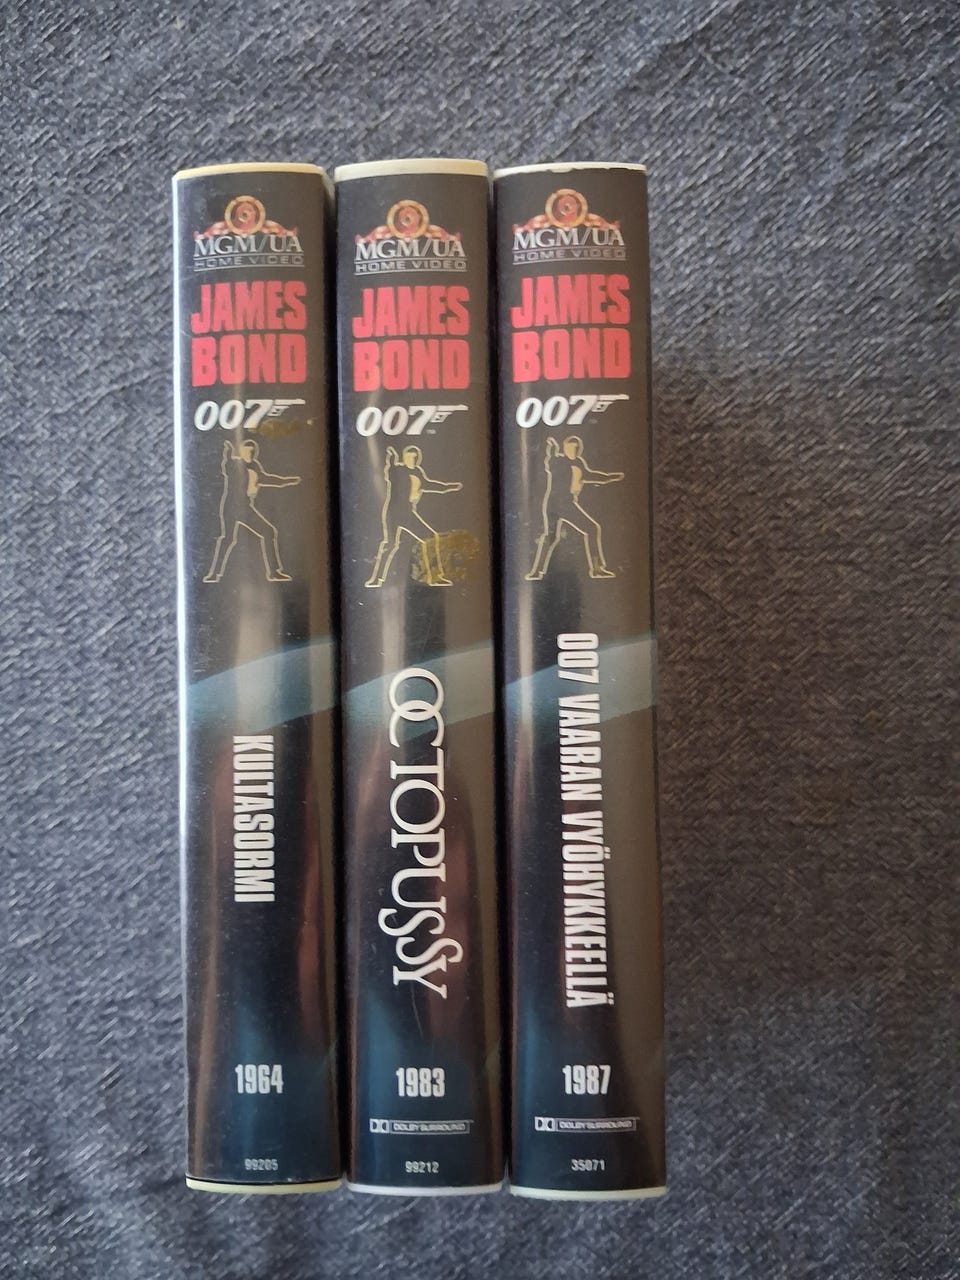 MGM/UA
HOME VIDEO
JAMES
BOND
007
KULTASORMI
1964
99205
MGM/UA
HOME VIDEO
JAMES
BOND
007
OCTOPUSSY
1983
DOLBY SURROUND
99212
MGM/UA
HOME VIDEO
JAMES
BOND
007
007 VAARAN VYÖHYKKEELLÄ
1987
DOLBY SURROUND
35071